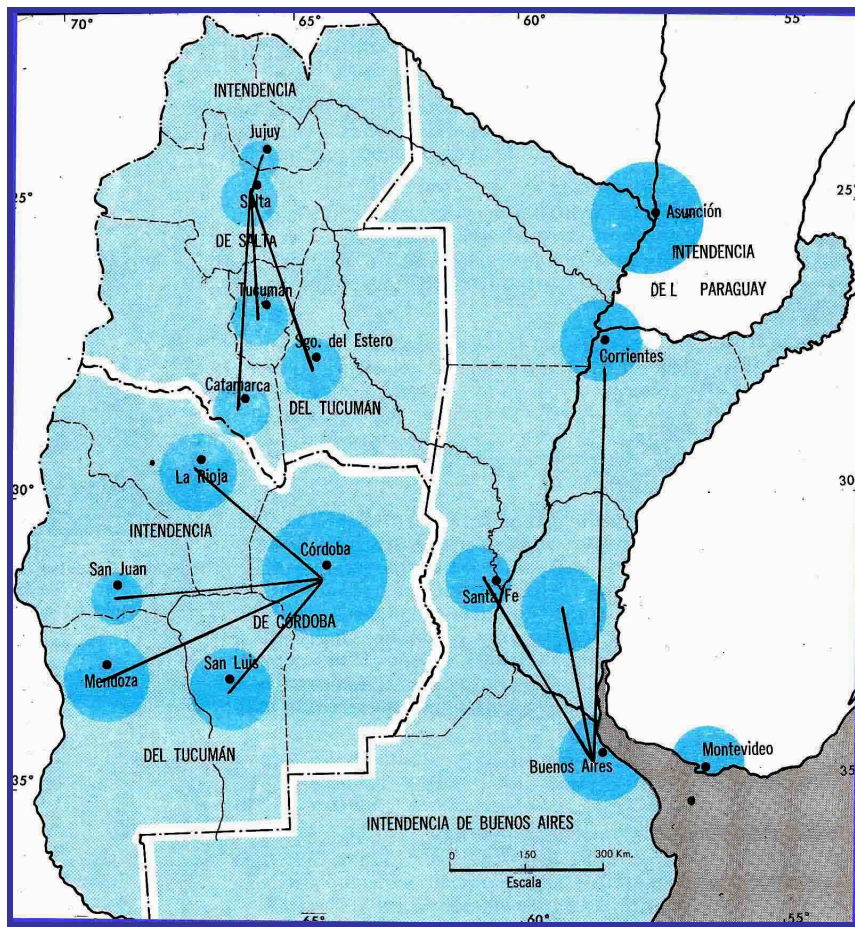 70°
65°
60°
55°
INTENDENCIA
Jujuy
25°
25°
Salta
Asunción
DE SALTA
INTENDENCIA
DEL PARAGUAY
Tucumán
Sgo. del Estero
Corrientes
Catamarca
DEL TUCUMÁN
La Rioja
30°
30°
INTENDENCIA
Córdoba
San Juan
Santa Fe
DE CÓRDOBA
San Luis
Mendoza
DEL TUCUMÁN
Montevideo
Buenos Aires
35°
35°
INTENDENCIA DE BUENOS AIRES
0 150 300 Km.
Escala
65°
60°
55°